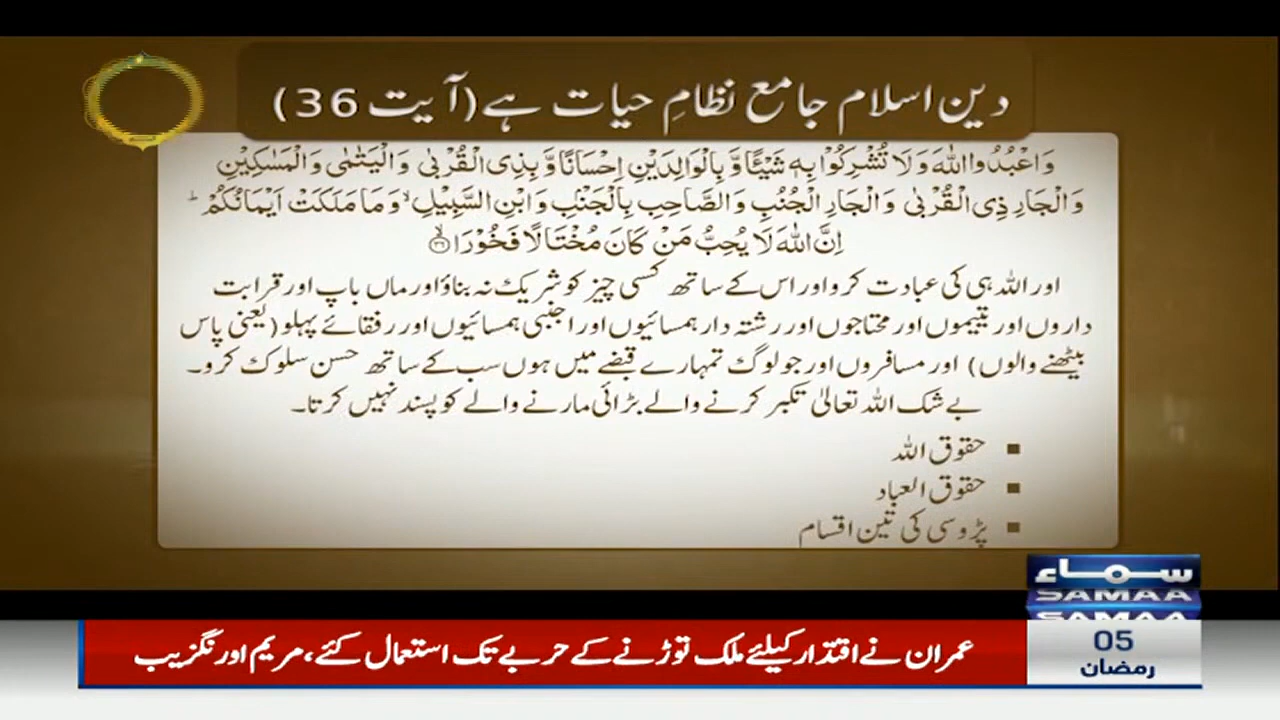 دین اسلام جامع نظامِ حیات ہے (آیت 36)
وَاعْبُدُوا اللّٰهَ وَلَا تُشْرِكُوْا بِهٖ شَيْـًٔا وَّبِالْوَالِدَيْنِ اِحْسَانًا وَّبِذِى الْقُرْبٰى وَالْيَتٰمٰى وَالْمَسٰكِيْنِ
وَالْجَارِ ذِى الْقُرْبٰى وَالْجَارِ الْجُنُبِ وَالصَّاحِبِ بِالْجَنْۢبِ وَابْنِ السَّبِيْلِۙ وَمَا مَلَكَتْ اَيْمَانُكُمْ ؕ
اِنَّ اللّٰهَ لَا يُحِبُّ مَنْ كَانَ مُخْتَالًا فَخُوْرَا ۙ‏﴿۳۶﴾
اور اللہ ہی کی عبادت کرو اور اس کے ساتھ کسی چیز کو شریک نہ بناؤ اور ماں باپ اور قرابت
داروں اور یتیموں اور محتاجوں اور رشتہ دار ہمسائیوں اور اجنبی ہمسائیوں اور رفقائے پہلو (یعنی پاس
بیٹھنے والوں) اور مسافروں اور جو لوگ تمہارے قبضے میں ہوں سب کے ساتھ حسن سلوک کرو۔
بے شک اللہ تعالیٰ تکبر کرنے والے بڑائی مارنے والے کو پسند نہیں کرتا۔
▪ حقوق اللہ
▪ حقوق العباد
▪ پڑوسی کی تین اقسام
سماء
SAMAA
SAMAA
05
رمضان
عمران نے اقتدار کیلئے ملک توڑنے کے حربے تک استعمال کئے، مریم اورنگزیب